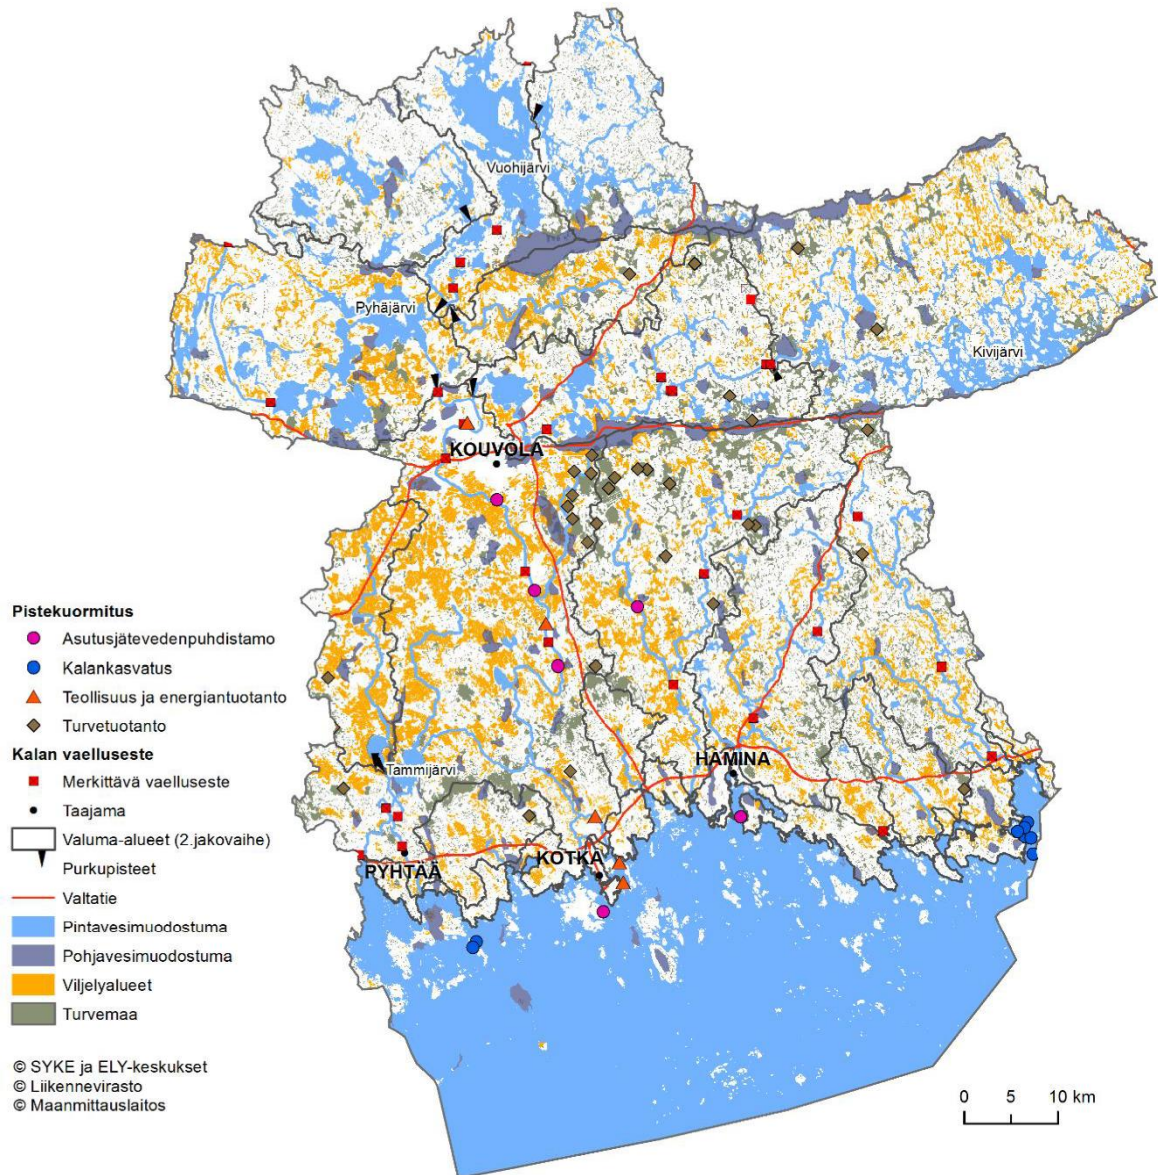 Vuohijärvi
Pyhäjärvi
Kivijärvi
KOUVOLA
Tammijärvi
HAMINA
KOTKA
PYHTÄÄ
Pistekuormitus
Asutusjätevedenpuhdistamo
Kalankasvatus
Teollisuus ja energiantuotanto
Turvetuotanto
Kalan vaelluseste
Merkittävä vaelluseste
Taajama
Valuma-alueet (2.jakovaihe)
Purkupisteet
Valtatie
Pintavesimuodostuma
Pohjavesimuodostuma
Viljelyalueet
Turvemaa
© SYKE ja ELY-keskukset
© Liikennevirasto
© Maanmittauslaitos
0 5 10 km